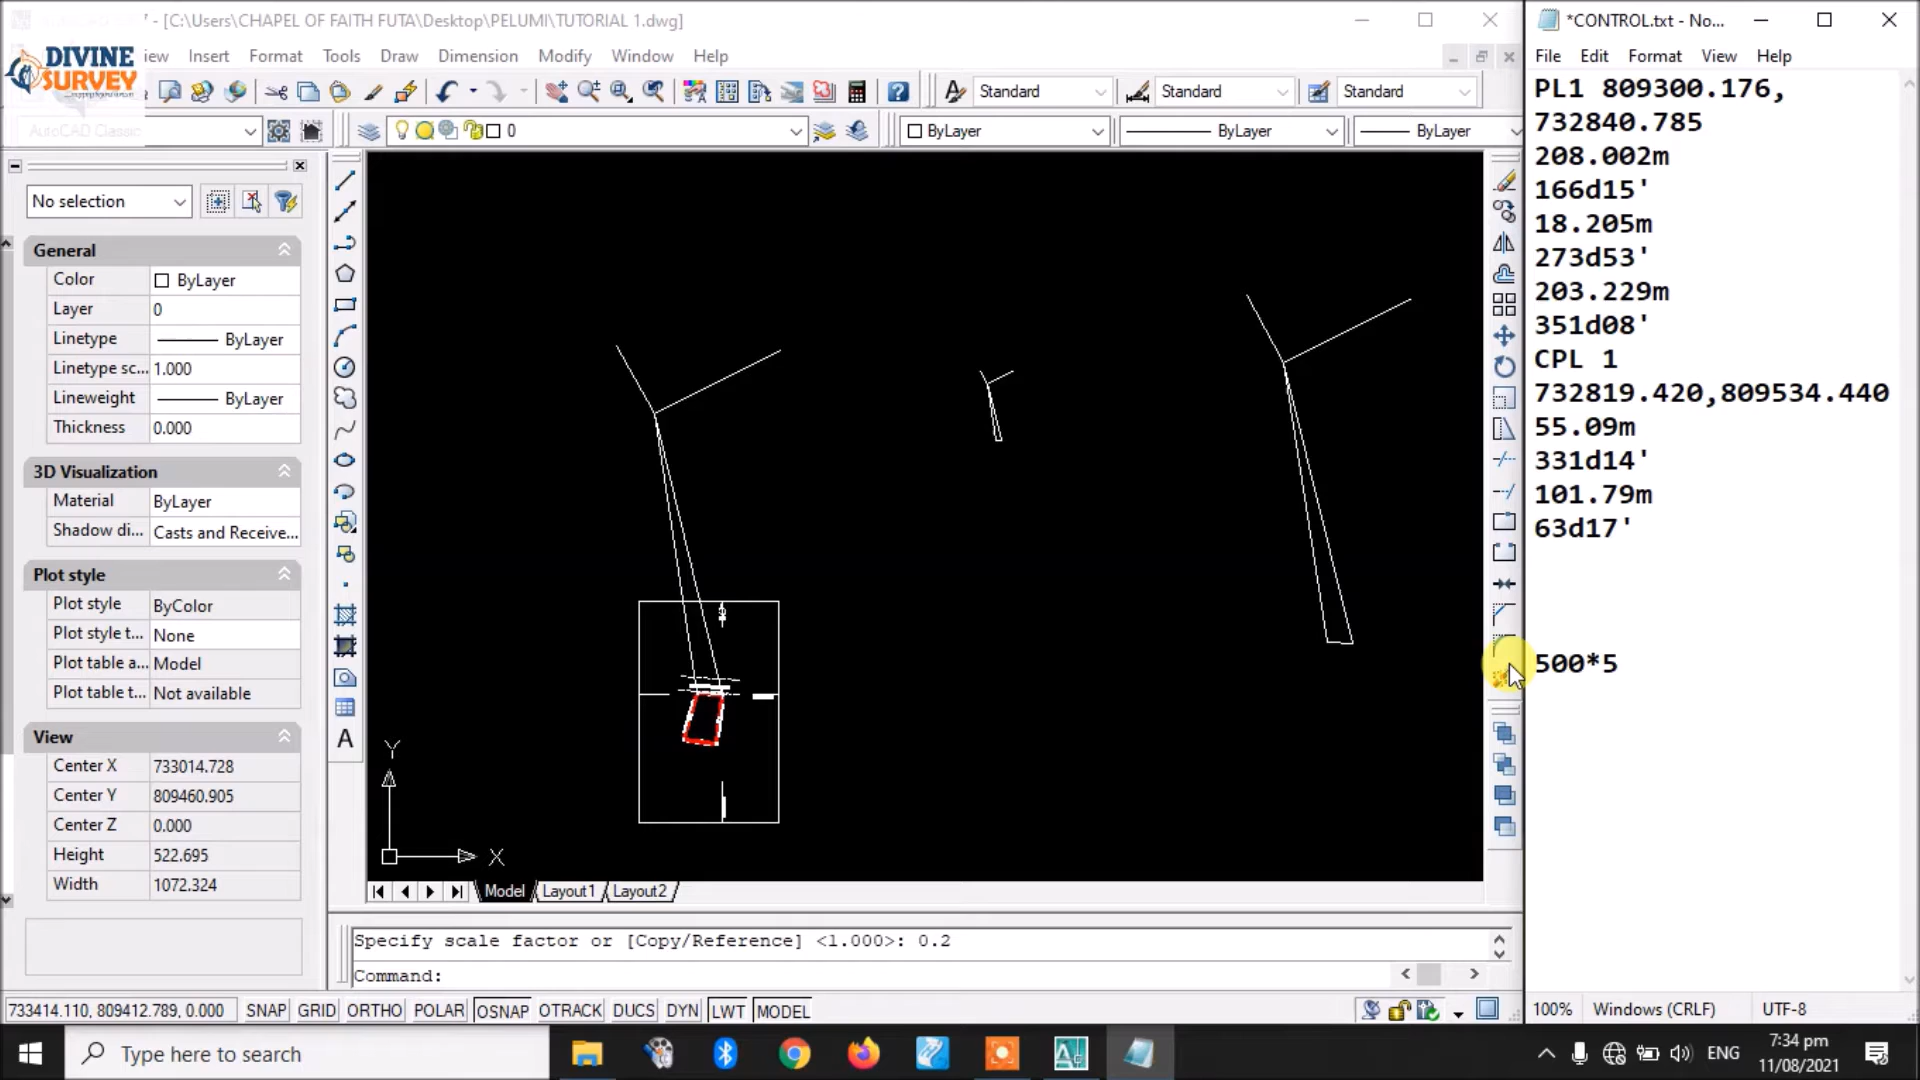 - [C:\Users\CHAPEL OF FAITH FUTA\Desktop\PELUMI\TUTORIAL 1.dwg]
DIVINE
SURVEY
iew Insert Format Tools Draw Dimension Modify Window Help
Standard Standard Standard
AutoCAD Classic
0
ByLayer ByLayer ByLayer
No selection
General
Color ByLayer
Layer 0
Linetype ByLayer
Linetype sc... 1.000
Lineweight ByLayer
Thickness 0.000
3D Visualization
Material ByLayer
Shadow di... Casts and Receive...
Plot style
Plot style ByColor
Plot style t... None
Plot table a... Model
Plot table t... Not available
View
Center X 733014.728
Center Y 809460.905
Center Z 0.000
Height 522.695
Width 1072.324
A
Y
X
Model Layout1 Layout2
Specify scale factor or [Copy/Reference] <1.000>: 0.2
Command:
733414.110, 809412.789, 0.000 SNAP GRID ORTHO POLAR OSNAP OTRACK DUCS DYN LWT MODEL
*CONTROL.txt - No...
File Edit Format View Help
PL1 809300.176,
732840.785
208.002m
166d15'
18.205m
273d53'
203.229m
351d08'
CPL 1
732819.420,809534.440
55.09m
331d14'
101.79m
63d17'
500*5
100% Windows (CRLF) UTF-8
Type here to search
ENG
7:34 pm
11/08/2021